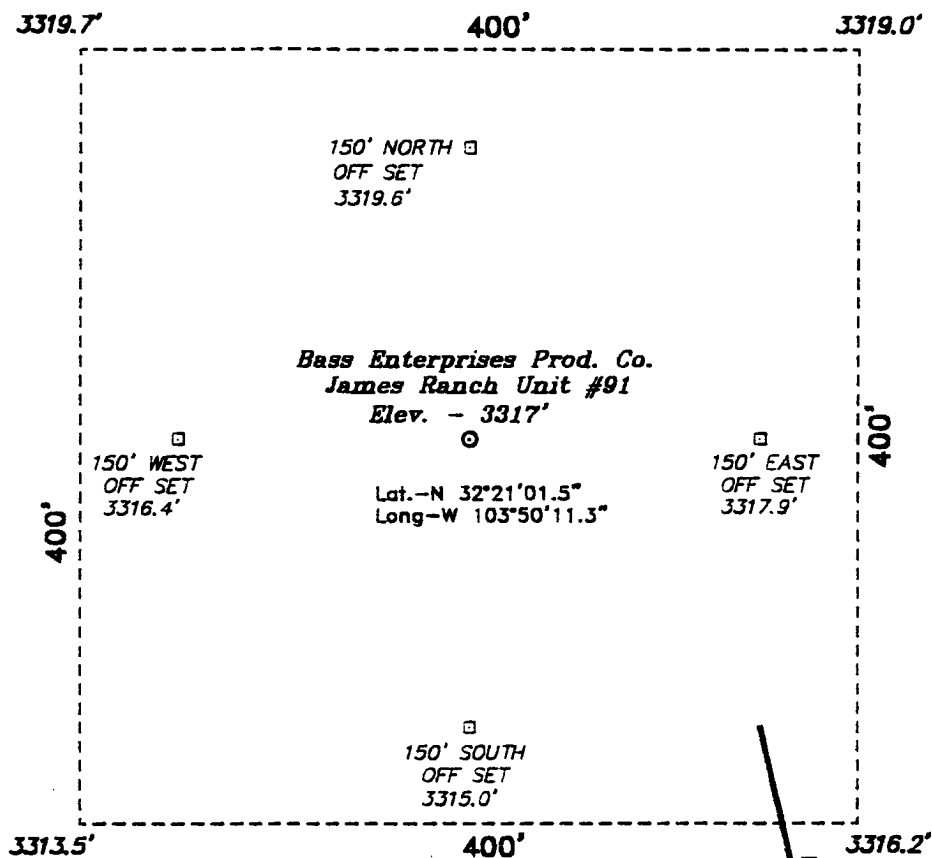 3319.7' 400' 3319.0'
150' NORTH
OFF SET
3319.6'
Bass Enterprises Prod. Co.
James Ranch Unit #91
Elev. - 3317'
150' WEST
OFF SET
3316.4'
Lat.-N 32°21'01.5"
Long-W 103°50'11.3"
150' EAST
OFF SET
3317.9'
400'
400'
150' SOUTH
OFF SET
3315.0'
3313.5' 400' 3316.2'